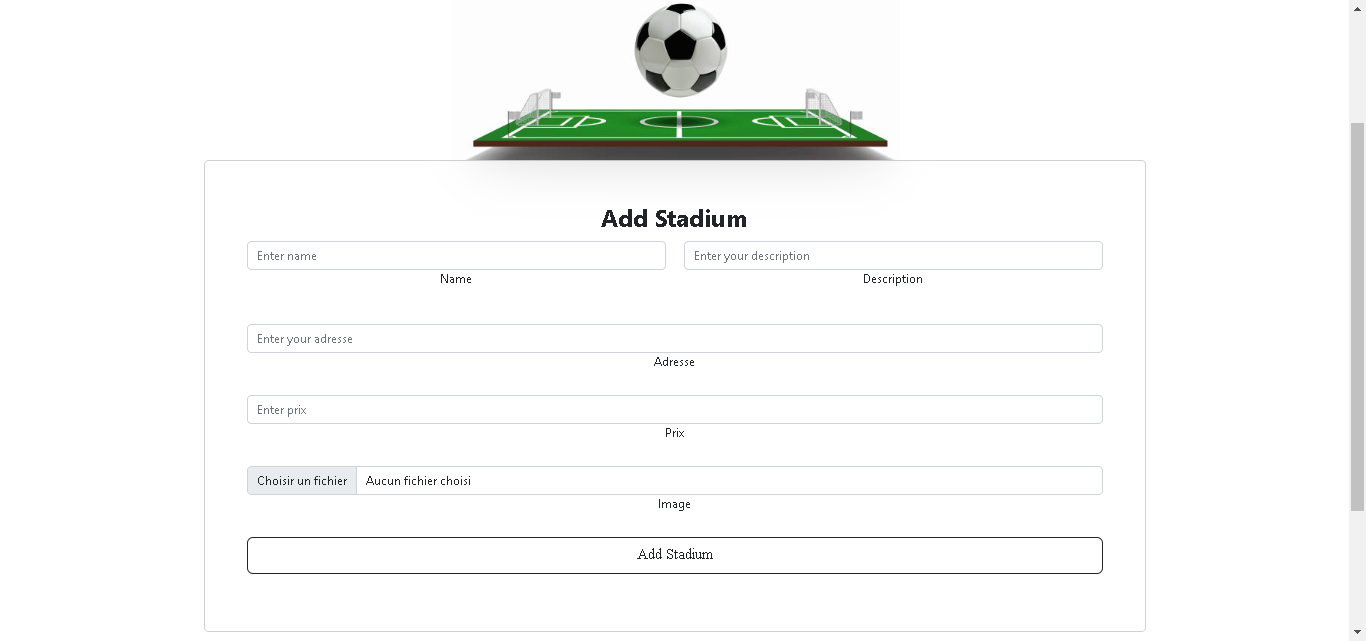 Add Stadium
Enter name Enter your description
Name Description
Enter your adresse
Adresse
Enter prix
Prix
Choisir un fichier Aucun fichier choisi
Image
Add Stadium